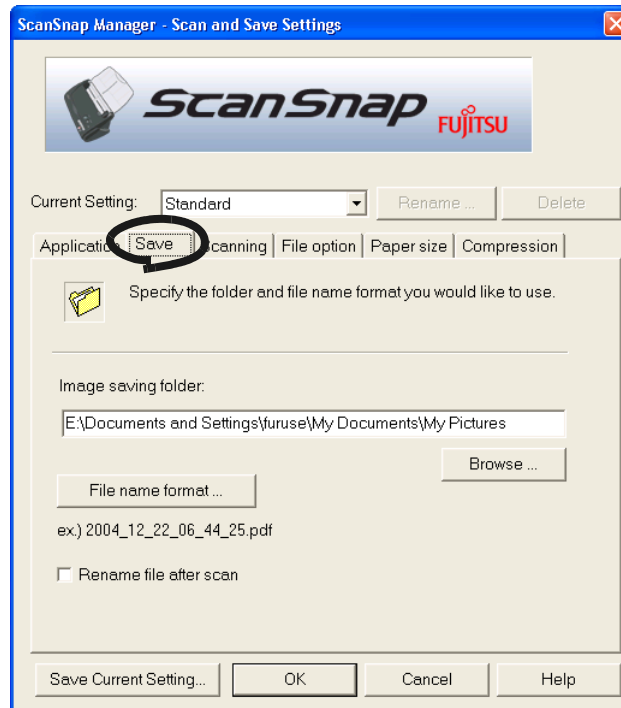 ScanSnap Manager - Scan and Save Settings
ScanSnap
FUJITSU
Current Setting: Standard Rename ... Delete
Application Save Scanning File option Paper size Compression
Specify the folder and file name format you would like to use.
Image saving folder:
E:\Documents and Settings\furuse\My Documents\My Pictures
Browse ...
File name format ...
ex.) 2004_12_22_06_44_25.pdf
Rename file after scan
Save Current Setting... OK Cancel Help